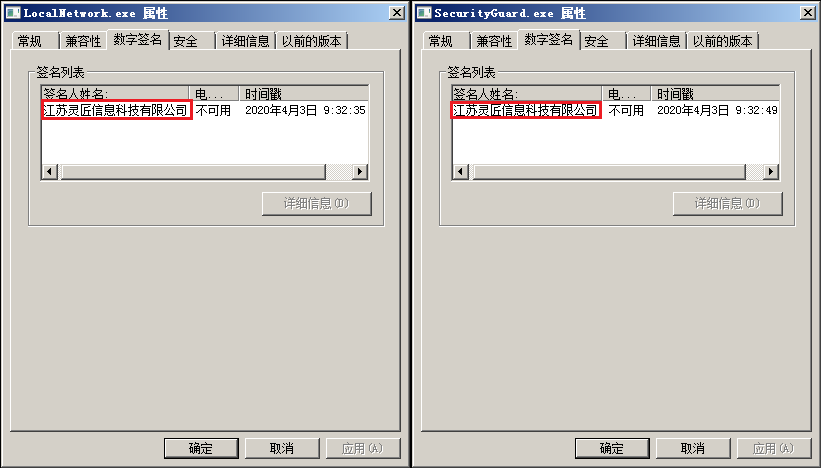 LocalNetwork.exe 属性
常规 兼容性 数字签名 安全 详细信息 以前的版本
签名列表
签名人姓名: 电... 时间戳
江苏灵匠信息科技有限公司 不可用 2020年4月3日 9:32:35
详细信息(D)
确定 取消 应用(A)
SecurityGuard.exe 属性
常规 兼容性 数字签名 安全 详细信息 以前的版本
签名列表
签名人姓名: 电... 时间戳
江苏灵匠信息科技有限公司 不可用 2020年4月3日 9:32:49
详细信息(D)
确定 取消 应用(A)